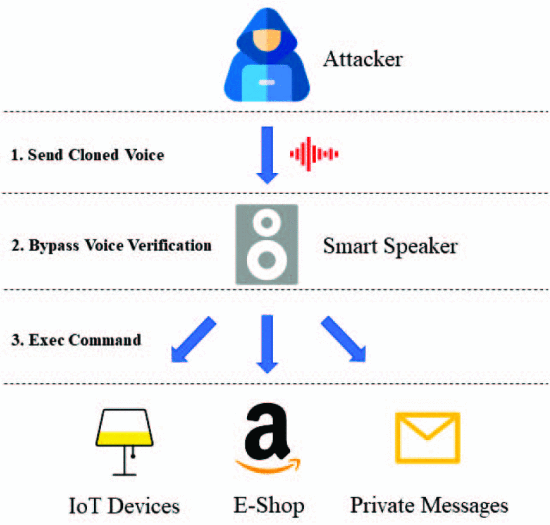 Attacker
1. Send Cloned Voice
2. Bypass Voice Verification
Smart Speaker
3. Exec Command
a
IoT Devices
E-Shop
Private Messages